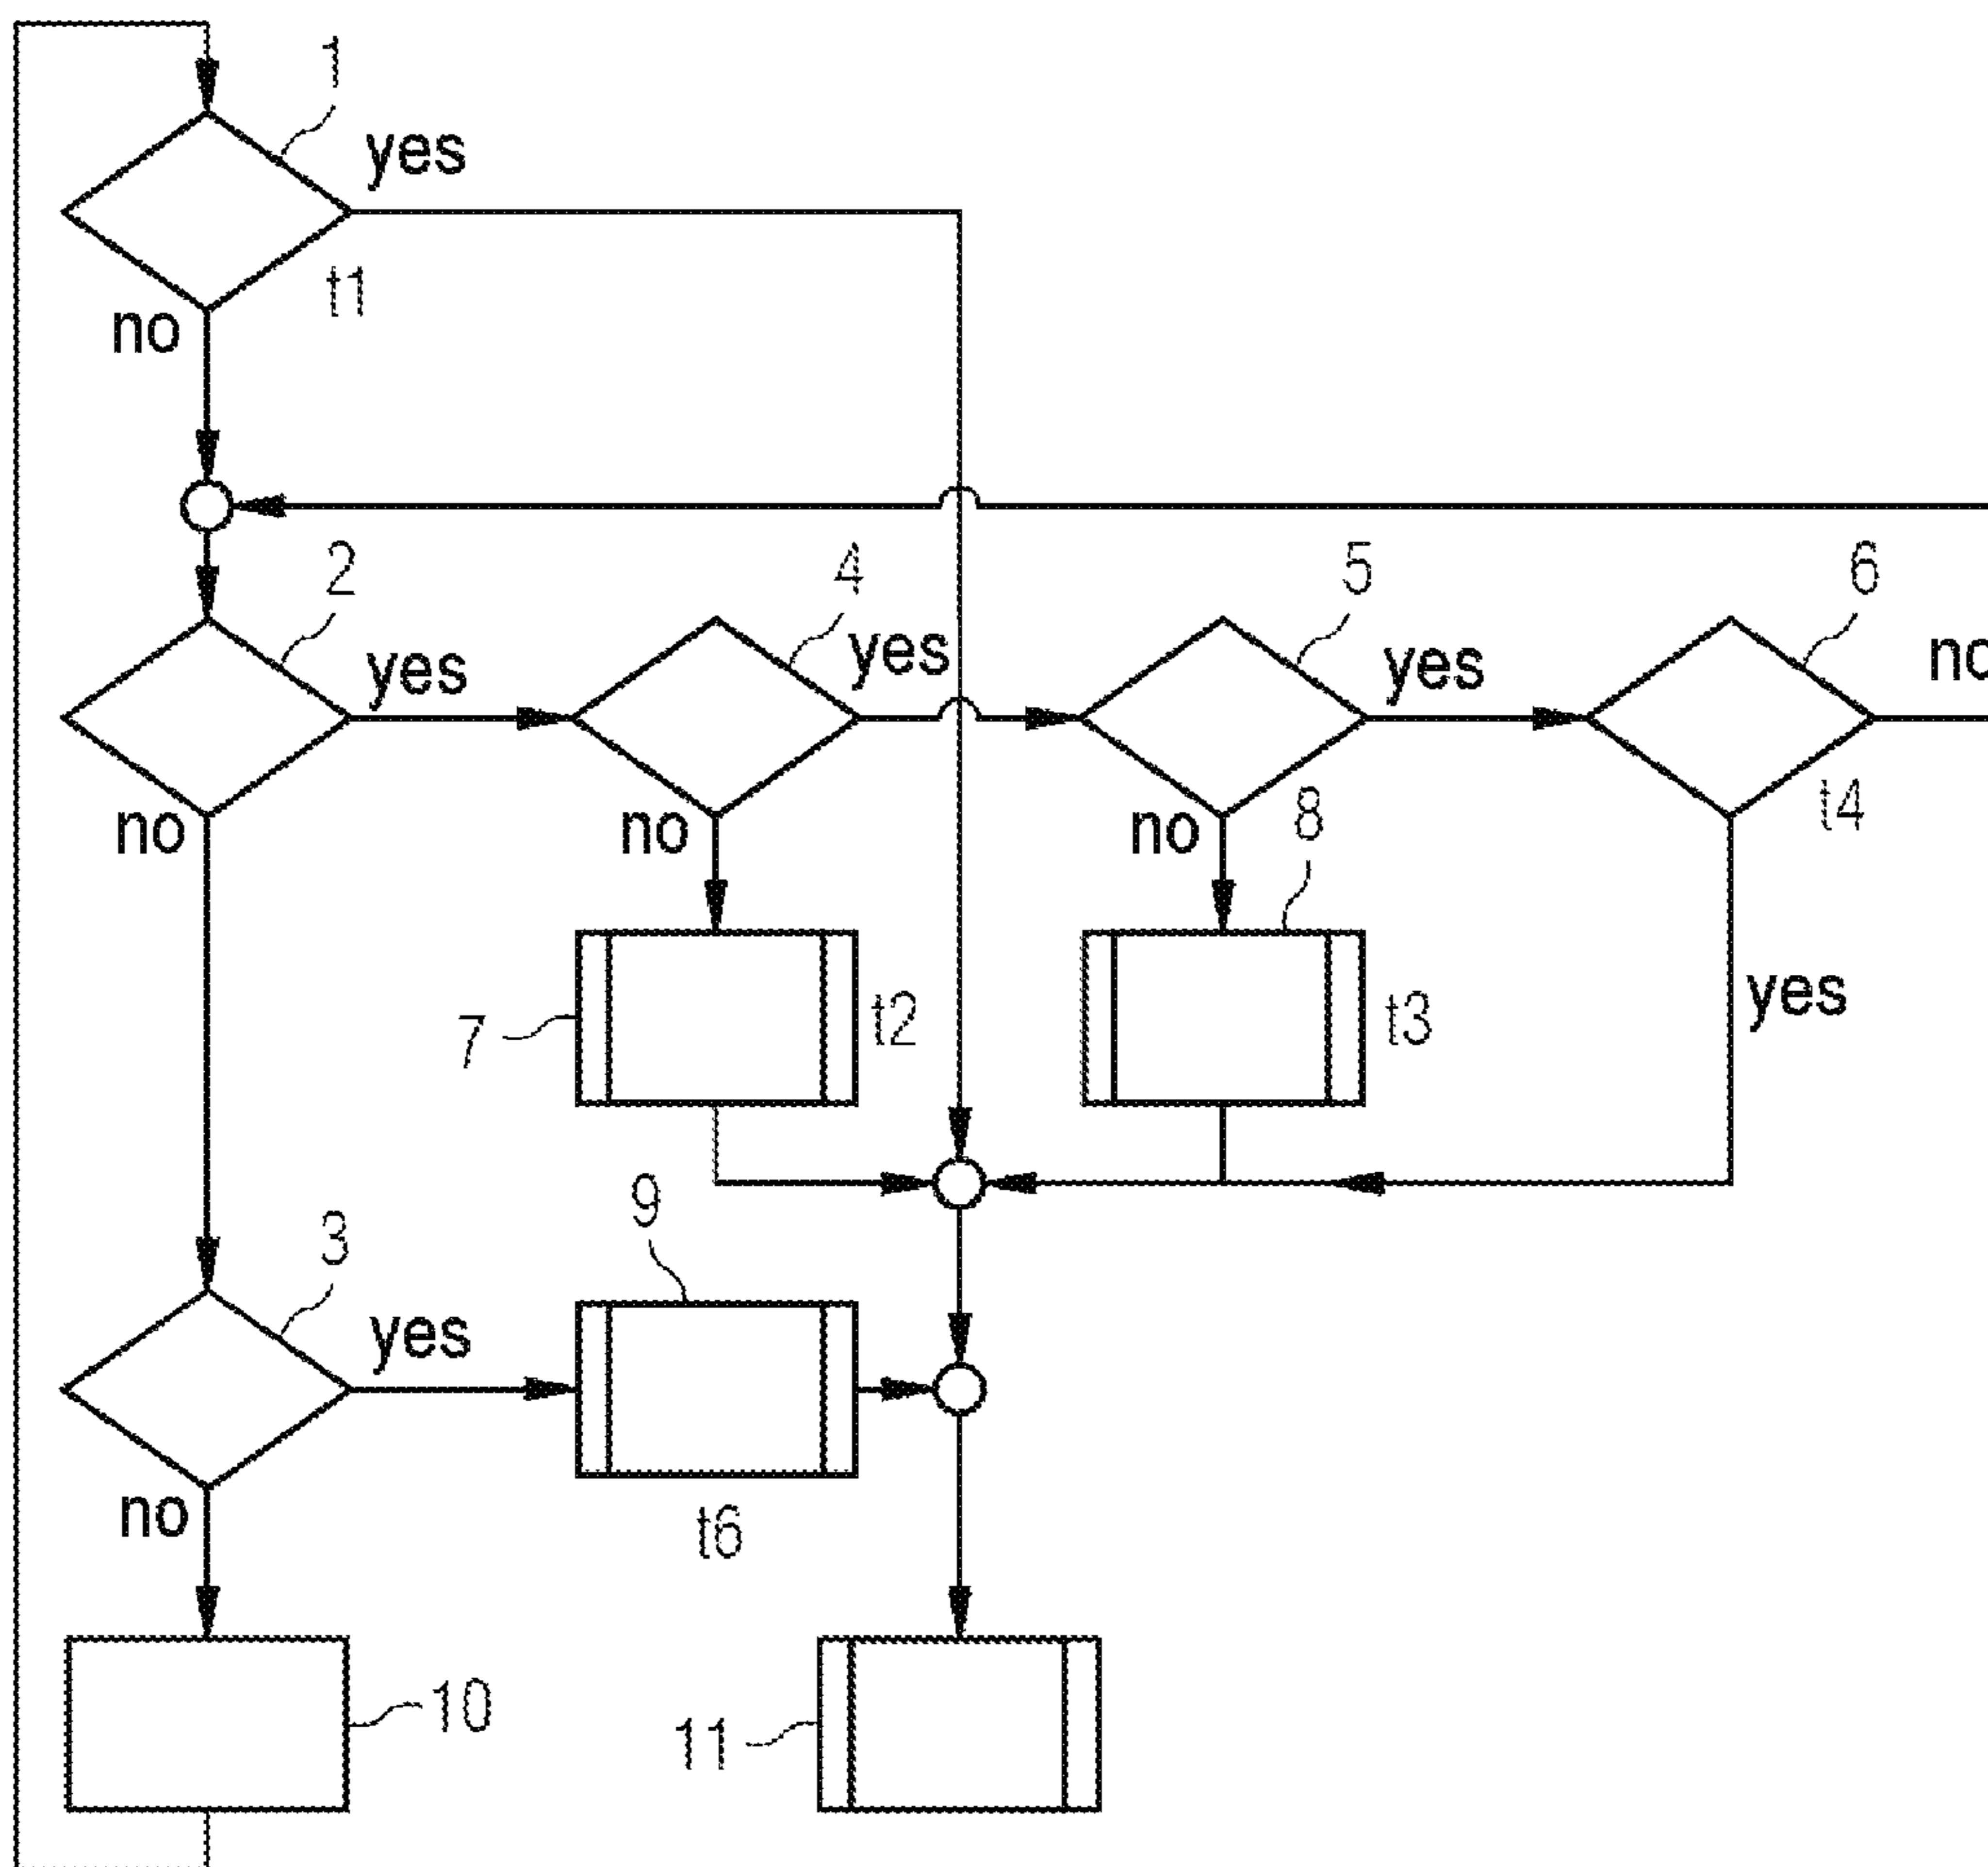 1
yes
t1
no
2
4
5
6
yes
yes
yes
no
t4
no
no
no
8
yes
7
t2
t3
9
3
yes
no
t6
10
11